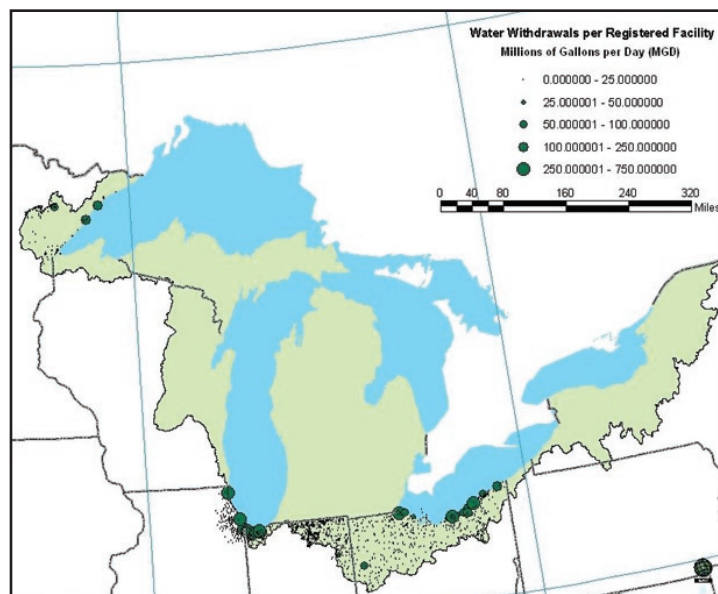 Water Withdrawals per Registered Facility
Millions of Gallons per Day (MGD)
0.000000 - 25.000000
25.000001 - 50.000000
50.000001 - 100.000000
100.000001 - 250.000000
250.000001 - 750.000000
0 20 40 80 160 240 320
Miles